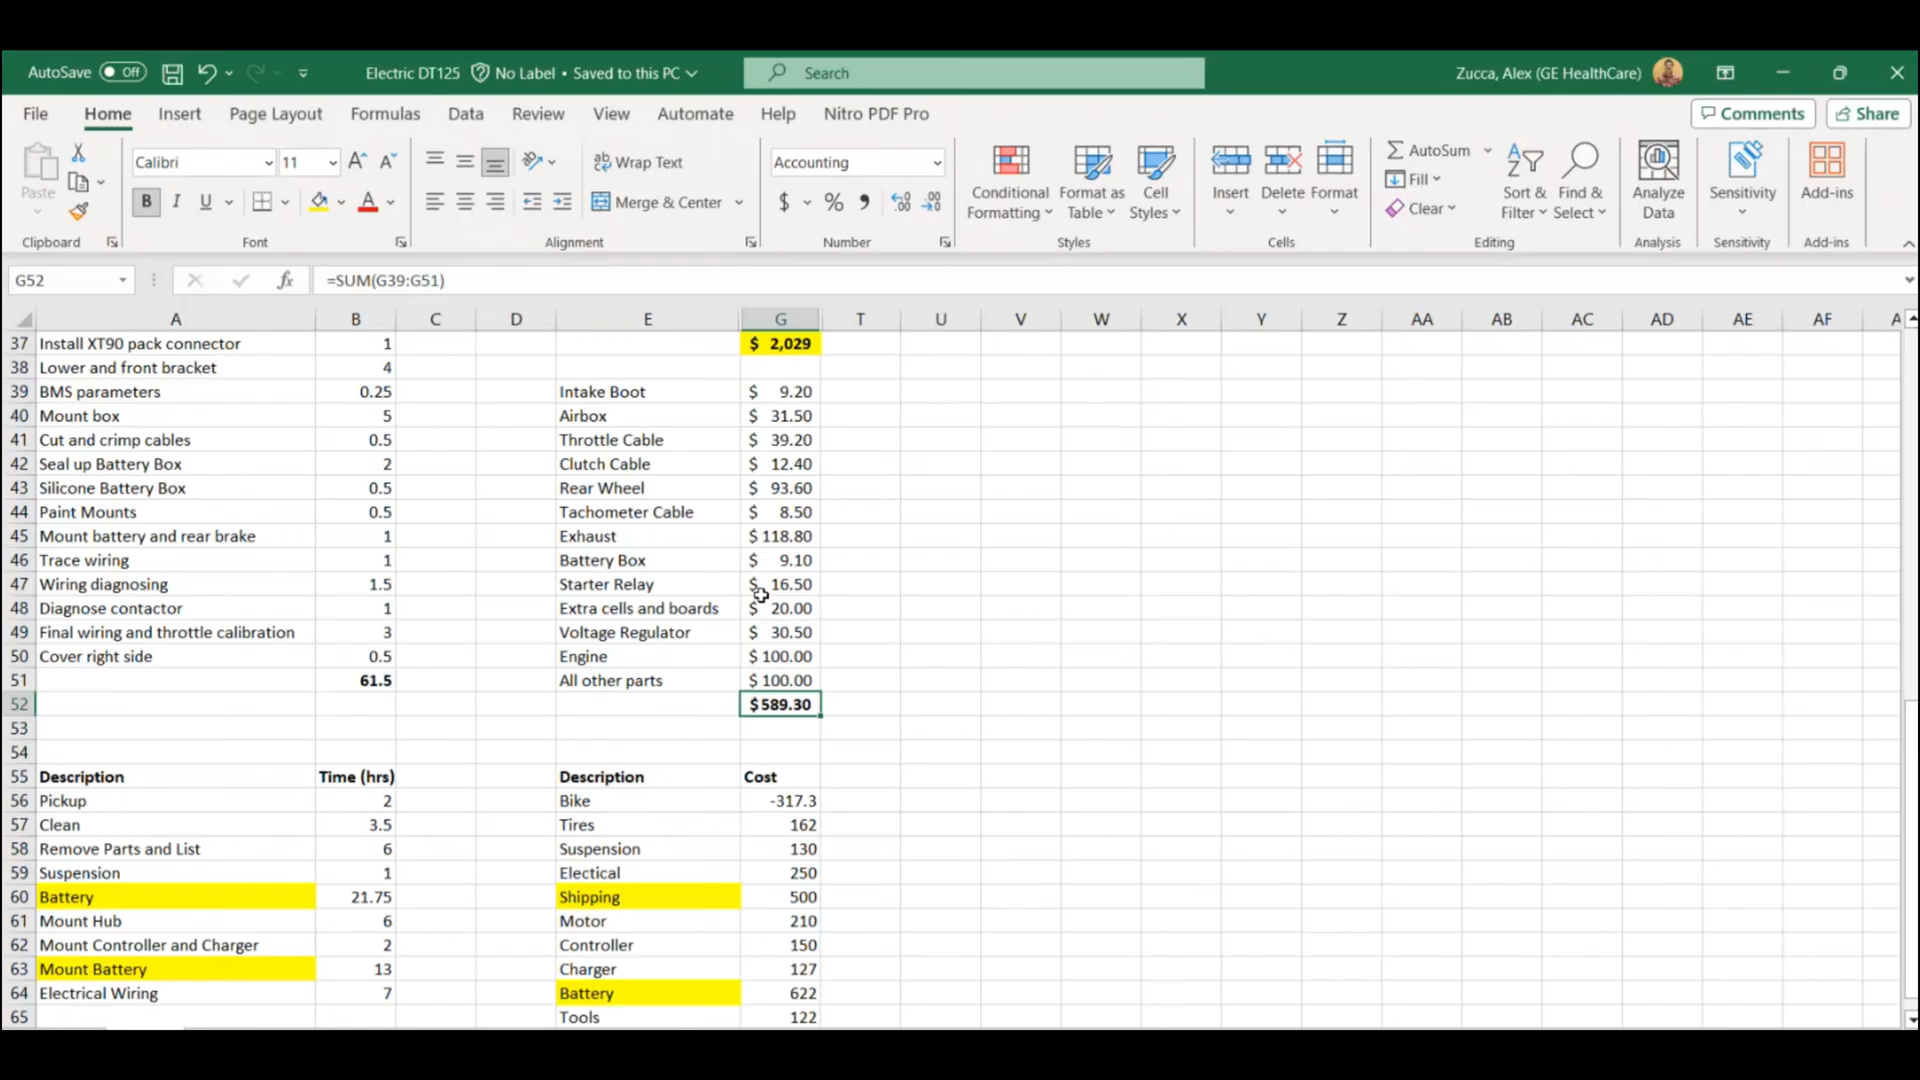 AutoSave Off Electric DT125 No Label • Saved to this PC Search Zucca, Alex (GE HealthCare)
File Home Insert Page Layout Formulas Data Review View Automate Help Nitro PDF Pro Comments Share
Calibri 11 Wrap Text Accounting AutoSum
Paste B I U Merge & Center $ % 9 Conditional Formatting Format as Table Cell Styles Insert Delete Format Fill Clear Sort & Filter Find & Select Analyze Data Sensitivity Add-ins
Clipboard Font Alignment Number Styles Cells Editing Analysis Sensitivity Add-ins
G52 fx =SUM(G39:G51)
A B C D E G T U V W X Y Z AA AB AC AD AE AF
37 Install XT90 pack connector 1 $ 2,029
38 Lower and front bracket 4
39 BMS parameters 0.25 Intake Boot $ 9.20
40 Mount box 5 Airbox $ 31.50
41 Cut and crimp cables 0.5 Throttle Cable $ 39.20
42 Seal up Battery Box 2 Clutch Cable $ 12.40
43 Silicone Battery Box 0.5 Rear Wheel $ 93.60
44 Paint Mounts 0.5 Tachometer Cable $ 8.50
45 Mount battery and rear brake 1 Exhaust $ 118.80
46 Trace wiring 1 Battery Box $ 9.10
47 Wiring diagnosing 1.5 Starter Relay $ 16.50
48 Diagnose contactor 1 Extra cells and boards $ 20.00
49 Final wiring and throttle calibration 3 Voltage Regulator $ 30.50
50 Cover right side 0.5 Engine $ 100.00
51 61.5 All other parts $ 100.00
52 $589.30
53
54
55 Description Time (hrs) Description Cost
56 Pickup 2 Bike -317.3
57 Clean 3.5 Tires 162
58 Remove Parts and List 6 Suspension 130
59 Suspension 1 Electical 250
60 Battery 21.75 Shipping 500
61 Mount Hub 6 Motor 210
62 Mount Controller and Charger 2 Controller 150
63 Mount Battery 13 Charger 127
64 Electrical Wiring 7 Battery 622
65 Tools 122